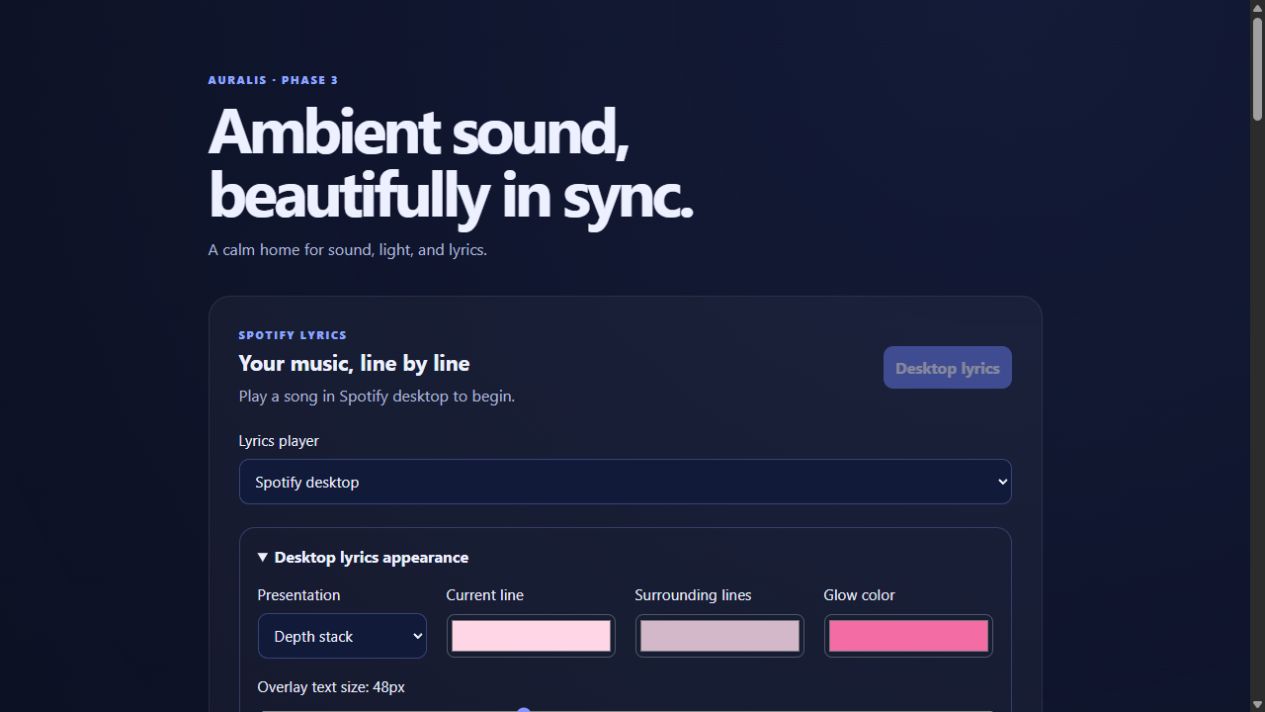 AURALIS · PHASE 3
Ambient sound,
beautifully in sync.
A calm home for sound, light, and lyrics.
SPOTIFY LYRICS
Your music, line by line
Play a song in Spotify desktop to begin.
Desktop lyrics
Lyrics player
Spotify desktop
▼ Desktop lyrics appearance
Presentation
Current line
Surrounding lines
Glow color
Depth stack
Overlay text size: 48px